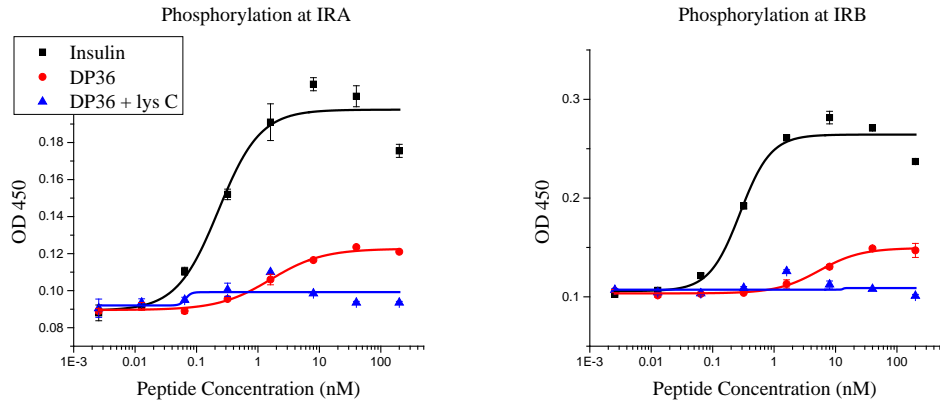 Phosphorylation at IRA
Insulin
DP36
DP36 + lys C
OD 450
0.18
0.16
0.14
0.12
0.10
0.08
1E-3
0.01
0.1
1
10
100
Peptide Concentration (nM)
Phosphorylation at IRB
OD 450
0.3
0.2
0.1
1E-3
0.01
0.1
1
10
100
Peptide Concentration (nM)